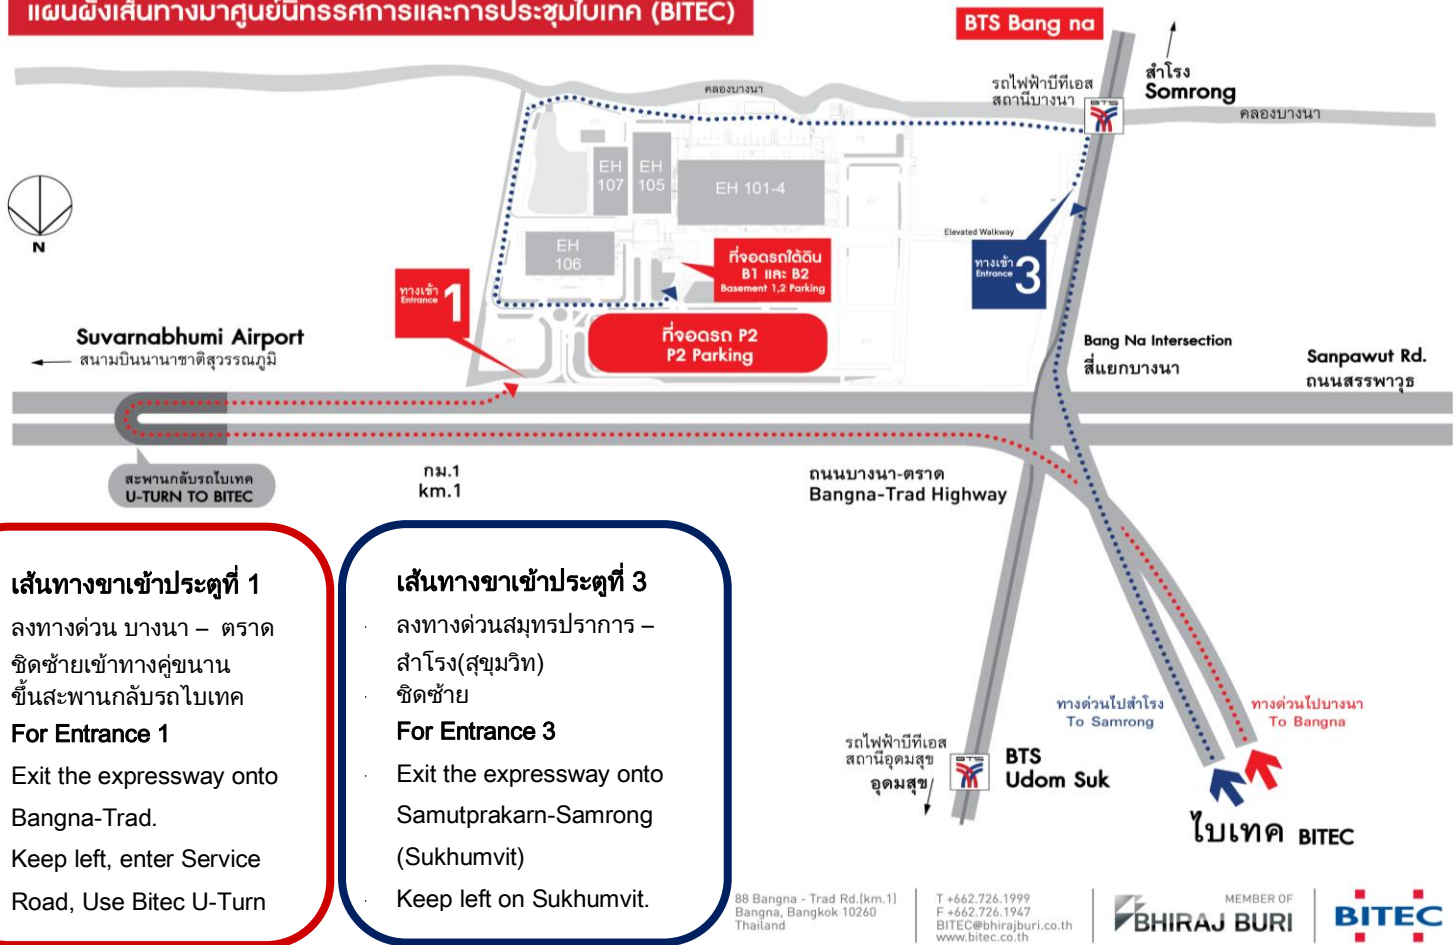 แผนผังเส้นทางมาศูนย์นิทรรศการและการประชุมไบเทค (BITEC)
BTS Bang na
สำโรง
Somrong
รถไฟฟ้าบีทีเอส
สถานีบางนา
BTS
คลองบางนา
คลองบางนา
EH
107
EH
105
EH 101-4
EH
106
N
Elevated Walkway
ทางเข้า
Entrance
3
ที่จอดรถใต้ดิน
B1 และ B2
Basement 1,2 Parking
ทางเข้า
Entrance
1
ที่จอดรถ P2
P2 Parking
Suvarnabhumi Airport
สนามบินนานาชาติสุวรรณภูมิ
Bang Na Intersection
สี่แยกบางนา
Sanpawut Rd.
ถนนสรรพาวุธ
สะพานกลับรถไบเทค
U-TURN TO BITEC
กม.1
km.1
ถนนบางนา-ตราด
Bangna-Trad Highway
เส้นทางขาเข้าประตูที่ 1
ลงทางด่วน บางนา – ตราด
ชิดซ้ายเข้าทางคู่ขนาน
ขึ้นสะพานกลับรถไบเทค
For Entrance 1
Exit the expressway onto
Bangna-Trad.
Keep left, enter Service
Road, Use Bitec U-Turn
เส้นทางขาเข้าประตูที่ 3
· ลงทางด่วนสมุทรปราการ –
สำโรง(สุขุมวิท)
· ชิดซ้าย
For Entrance 3
· Exit the expressway onto
Samutprakarn-Samrong
(Sukhumvit)
· Keep left on Sukhumvit.
ทางด่วนไปสำโรง
To Samrong
ทางด่วนไปบางนา
To Bangna
รถไฟฟ้าบีทีเอส
สถานีอุดมสุข
อุดมสุข
BTS
BTS
Udom Suk
ไบเทค BITEC
88 Bangna - Trad Rd.(km.1)
Bangna, Bangkok 10260
Thailand
T +662.726.1999
F +662.726.1947
BITEC@bhirajburi.co.th
www.bitec.co.th
MEMBER OF
BHIRAJ BURI
BITEC